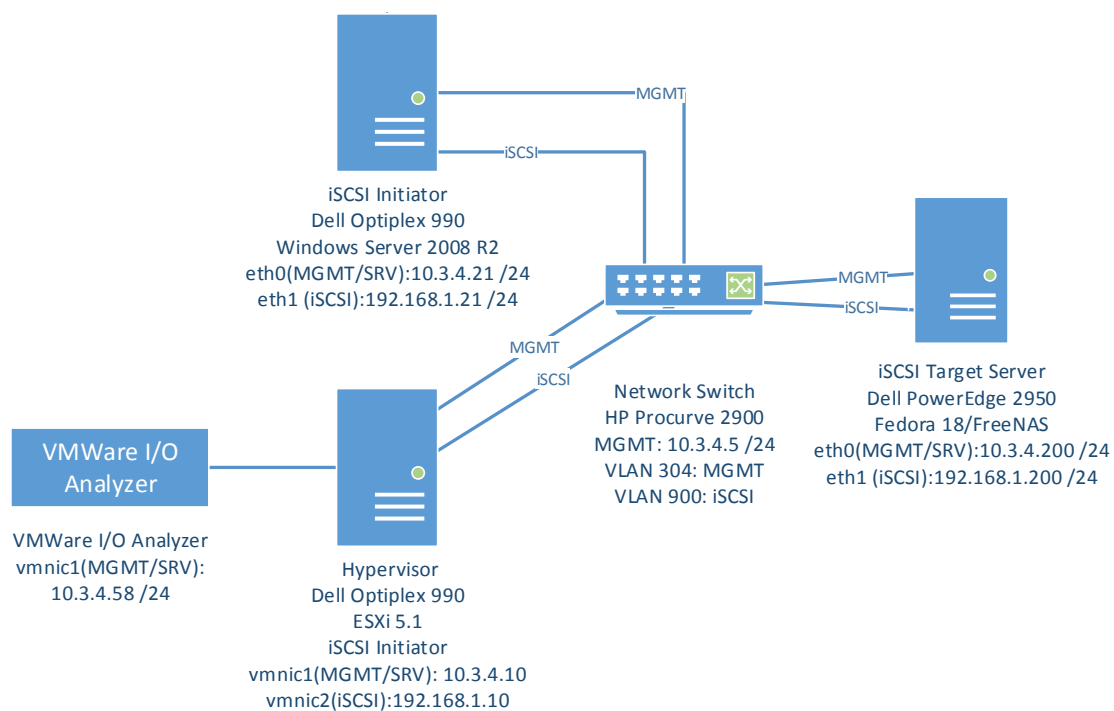 MGMT
iSCSI
iSCSI Initiator
Dell Optiplex 990
Windows Server 2008 R2
eth0(MGMT/SRV):10.3.4.21 /24
eth1 (iSCSI):192.168.1.21 /24
MGMT
iSCSI
MGMT
iSCSI
Network Switch
HP Procurve 2900
MGMT: 10.3.4.5 /24
VLAN 304: MGMT
VLAN 900: iSCSI
iSCSI Target Server
Dell PowerEdge 2950
Fedora 18/FreeNAS
eth0(MGMT/SRV):10.3.4.200 /24
eth1 (iSCSI):192.168.1.200 /24
VMWare I/O
Analyzer
VMWare I/O Analyzer
vmnic1(MGMT/SRV):
10.3.4.58 /24
Hypervisor
Dell Optiplex 990
ESXi 5.1
iSCSI Initiator
vmnic1(MGMT/SRV): 10.3.4.10
vmnic2(iSCSI):192.168.1.10